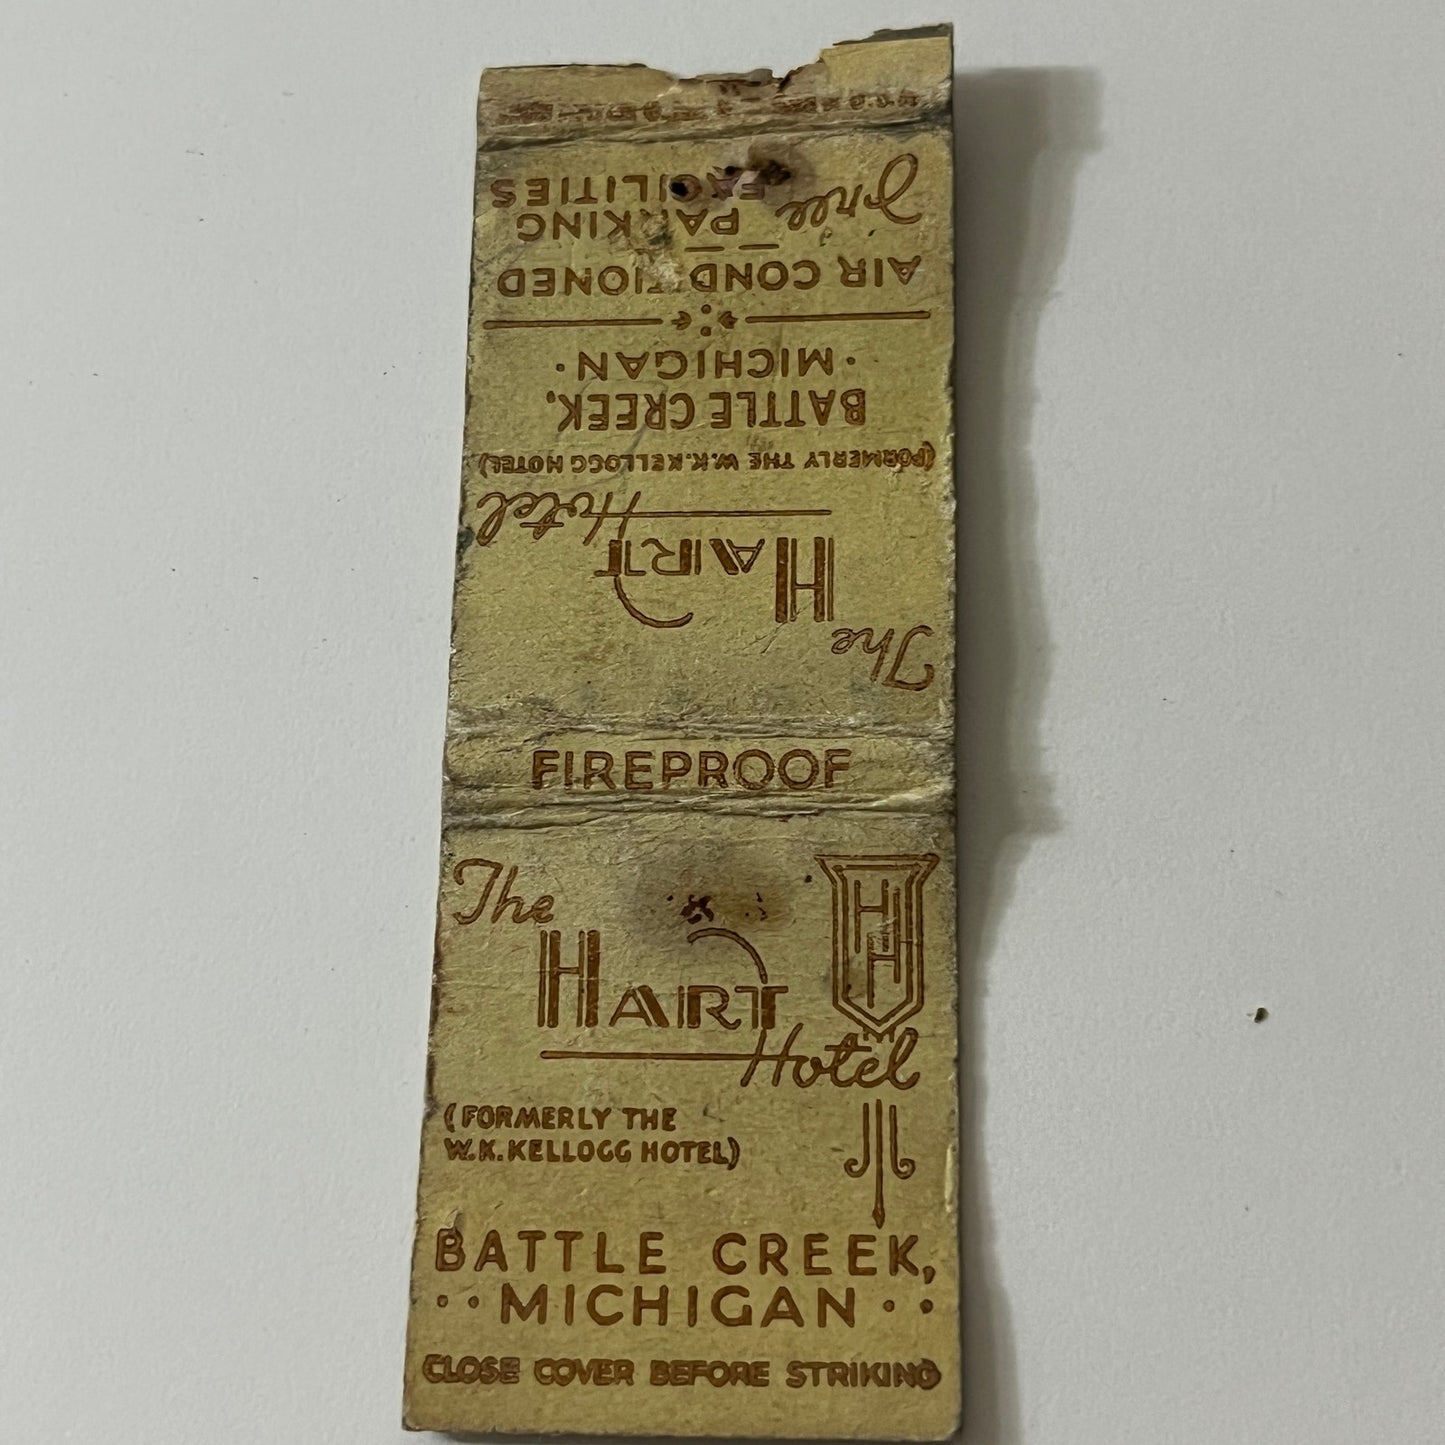 The
HART
Hotel
(FORMERLY THE
W.K.KELLOGG HOTEL)
BATTLE CREEK,
·· MICHIGAN ··
CLOSE COVER BEFORE STRIKING
HH
FIREPROOF
The
HART
Hotel
(FORMERLY THE W.K.KELLOGG HOTEL)
BATTLE CREEK,
· MICHIGAN ·
AIR CONDITIONED
Free PARKING
FACILITIES